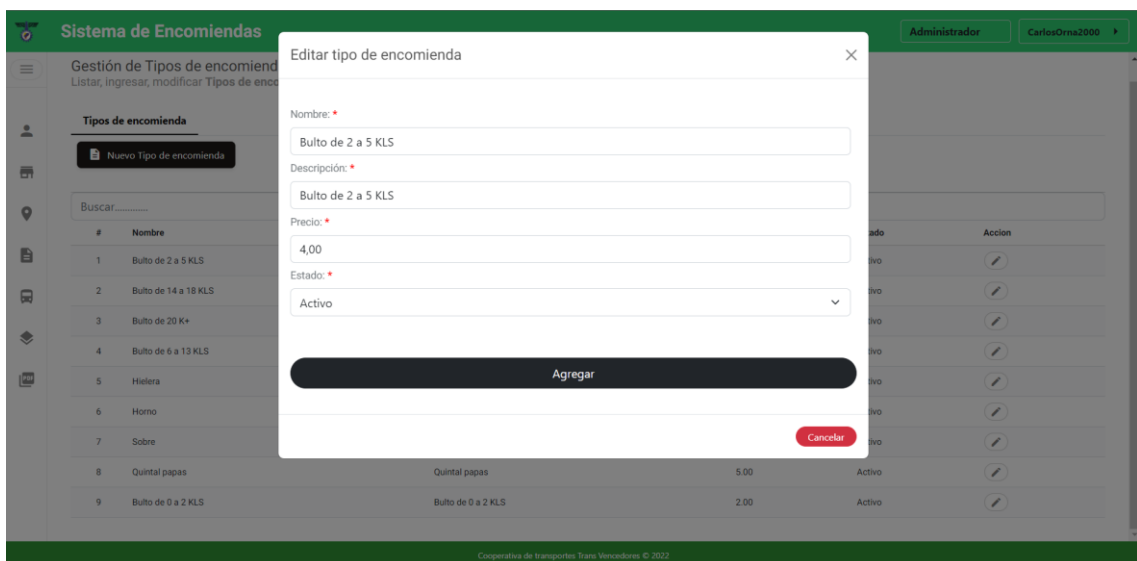 Sistema de Encomiendas
Administrador
CarlosOrna2000
Gestión de Tipos de encomiend
Listar, ingresar, modificar Tipos de enco
Tipos de encomienda
Nuevo Tipo de encomienda
Buscar............
Editar tipo de encomienda
Nombre: *
Bulto de 2 a 5 KLS
Descripción: *
Bulto de 2 a 5 KLS
Precio: *
4,00
Estado: *
Activo
Agregar
Cancelar
# Nombre ado Accion
1 Bulto de 2 a 5 KLS tivo
2 Bulto de 14 a 18 KLS tivo
3 Bulto de 20 K+ tivo
4 Bulto de 6 a 13 KLS tivo
5 Hielera tivo
6 Horno tivo
7 Sobre tivo
8 Quintal papas Quintal papas 5.00 Activo
9 Bulto de 0 a 2 KLS Bulto de 0 a 2 KLS 2.00 Activo
PDF
Cooperativa de transportes Trans Vencedores © 2022